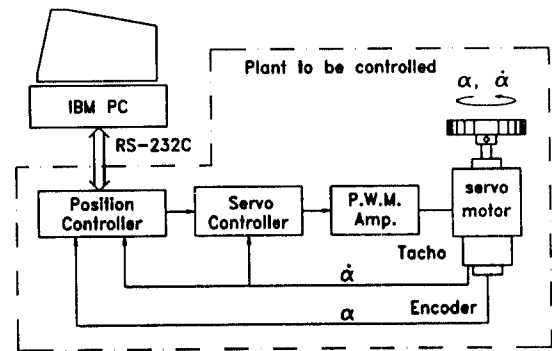 Plant to be controlled
α, α̇
IBM PC
RS-232C
Position
Controller
Servo
Controller
P.W.M.
Amp.
servo
motor
Tacho
α̇
Encoder
α